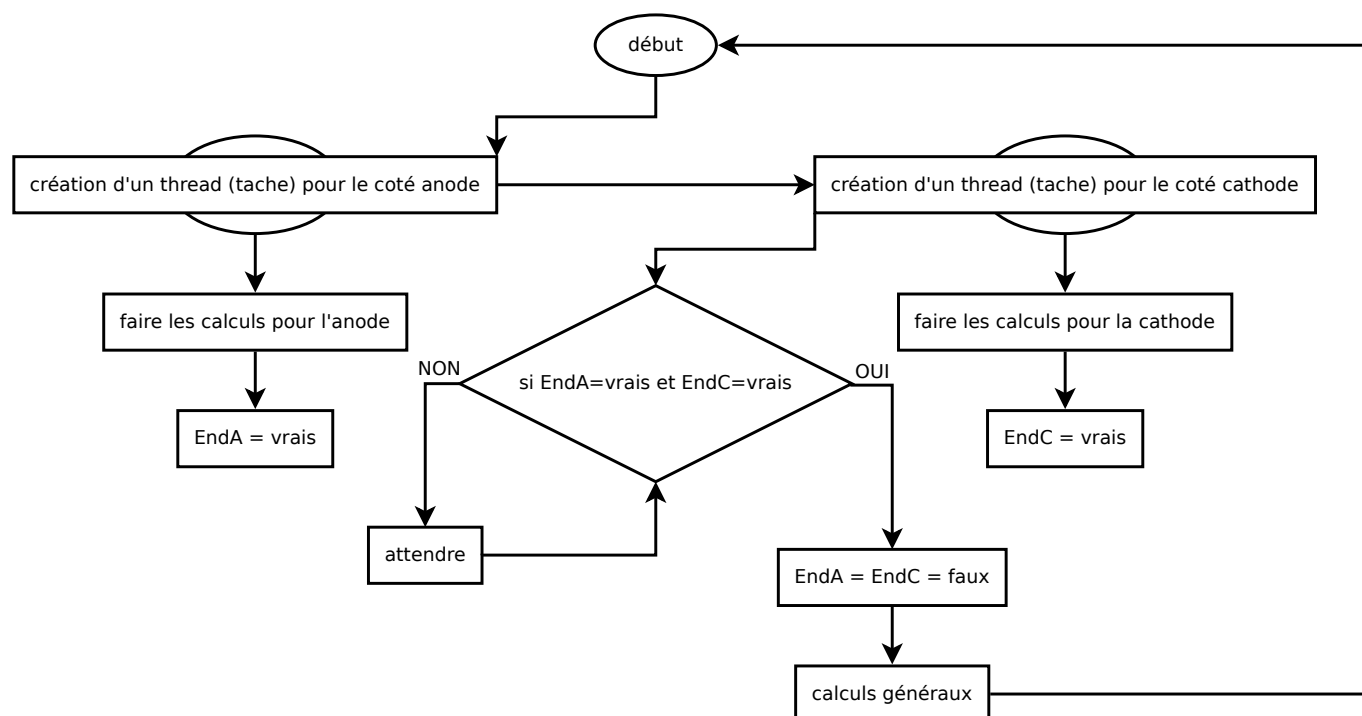 début
création d'un thread (tache) pour le coté anode
création d'un thread (tache) pour le coté cathode
faire les calculs pour l'anode
faire les calculs pour la cathode
NON
si EndA=vrais et EndC=vrais
OUI
EndA = vrais
EndC = vrais
attendre
EndA = EndC = faux
calculs généraux